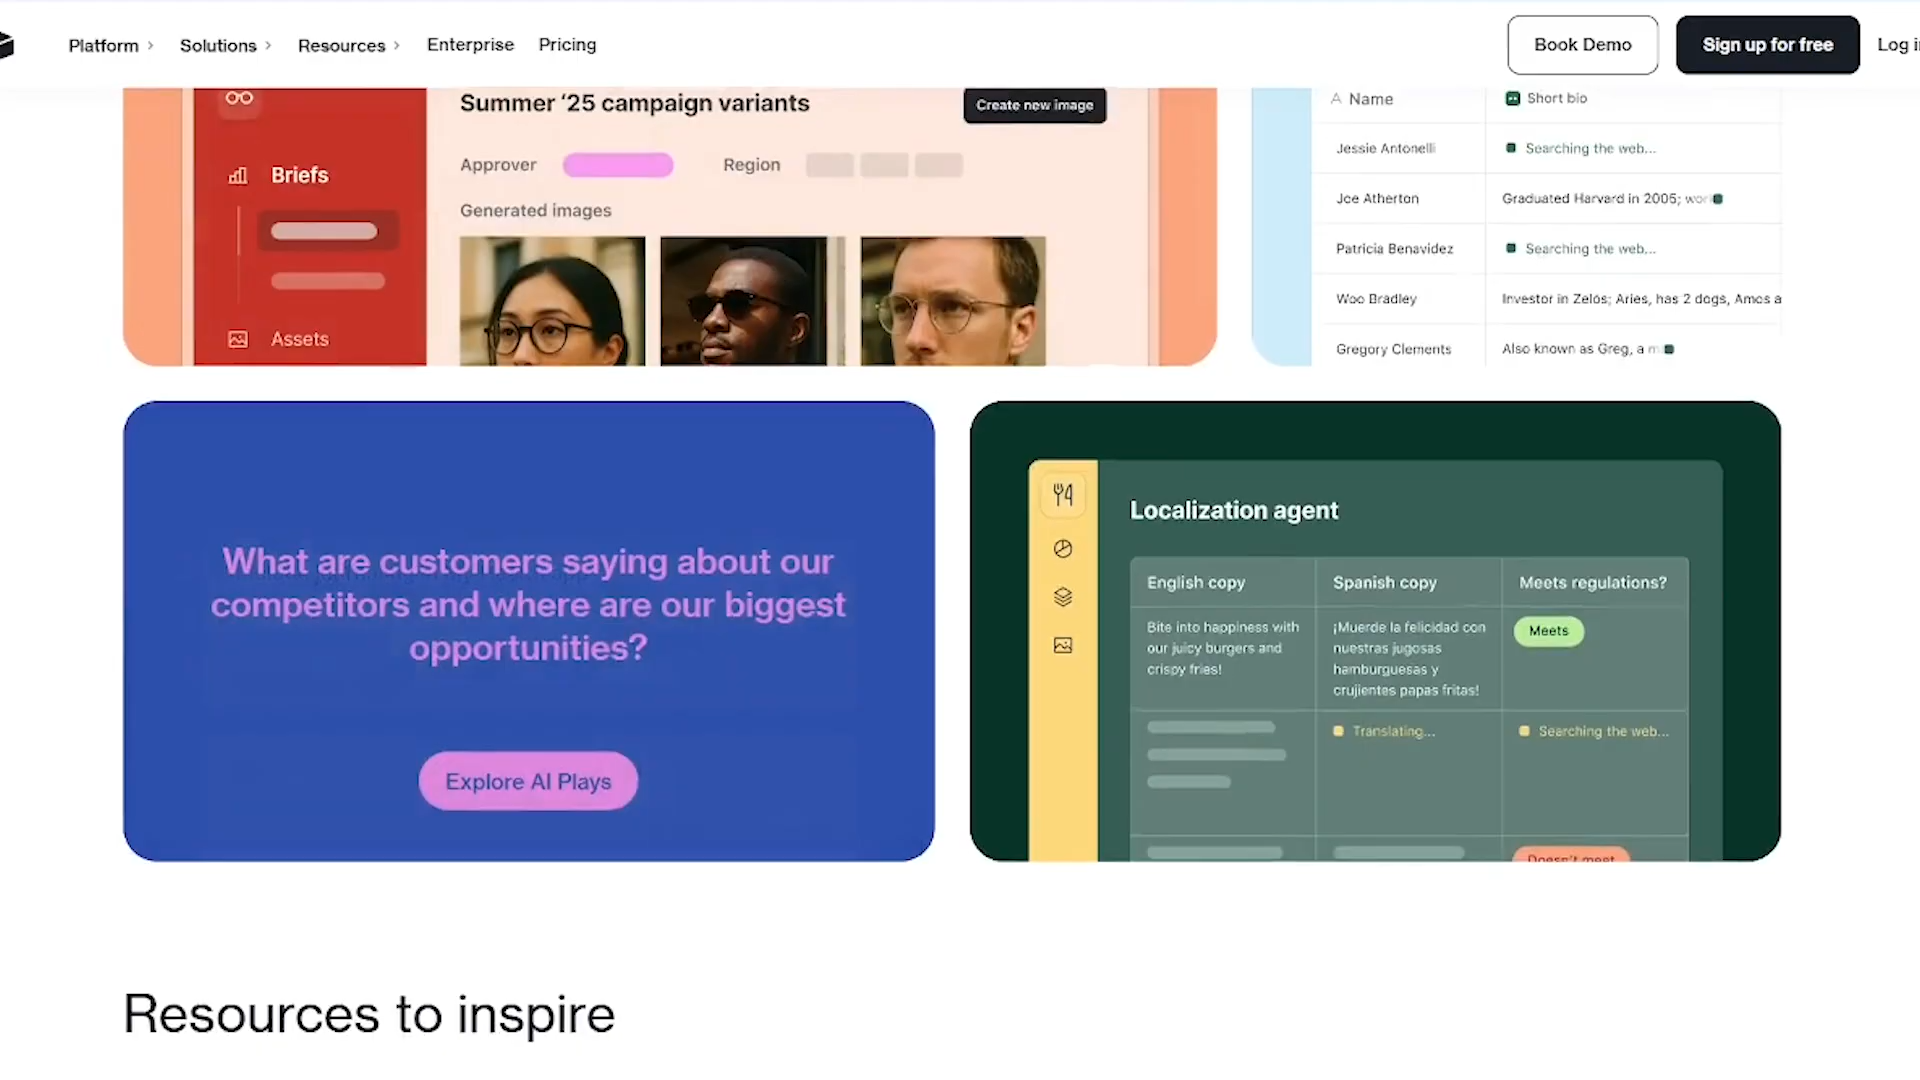 Platform
Solutions
Resources
Enterprise
Pricing
Book Demo
Sign up for free
Log
Summer ‘25 campaign variants
Create new image
Approver
Region
Briefs
Generated images
Assets
Name
Short bio
Jessie Antonelli
Searching the web...
Joe Atherton
Graduated Harvard in 2005;
Patricia Benavidez
Searching the web...
Woo Bradley
Investor in Zelos; Aries, has 2 dogs, Amos a
Gregory Clements
Also known as Greg, a
What are customers saying about our
competitors and where are our biggest
opportunities?
Explore AI Plays
Localization agent
English copy
Spanish copy
Meets regulations?
Bite into happiness with
our juicy burgers and
crispy fries!
¡Muerde la felicidad con
nuestras jugosas
hamburguesas y
crujientes papas fritas!
Meets
Translating...
Searching the web...
Doesn't meet
Resources to inspire